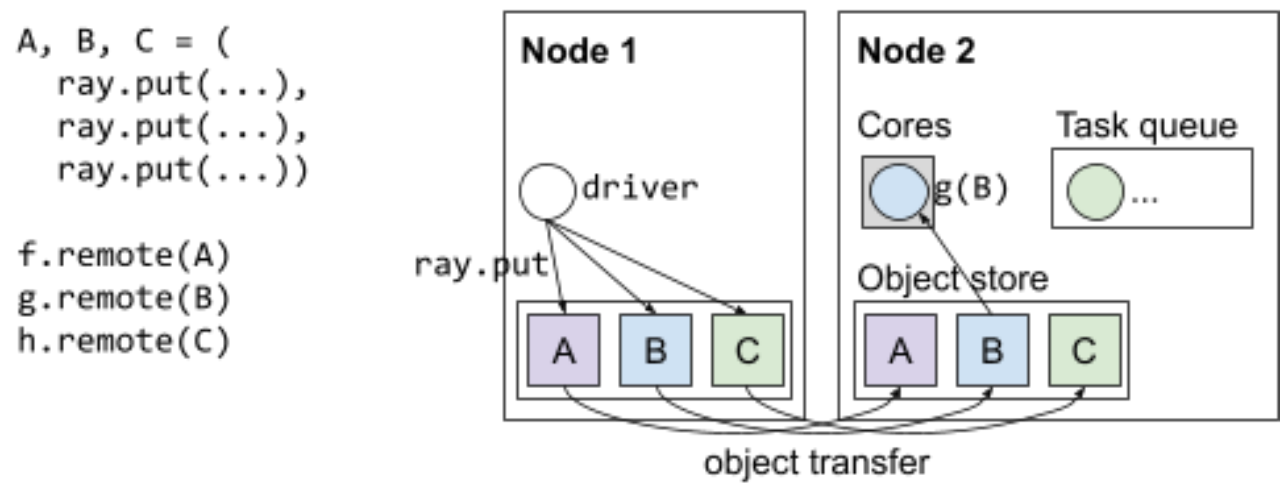 A, B, C = (
  ray.put(...),
  ray.put(...),
  ray.put(...))
f.remote(A)
g.remote(B)
h.remote(C)
Node 1
driver
ray.put
A B C
Node 2
Cores
g(B)
Task queue
...
Object store
A B C
object transfer